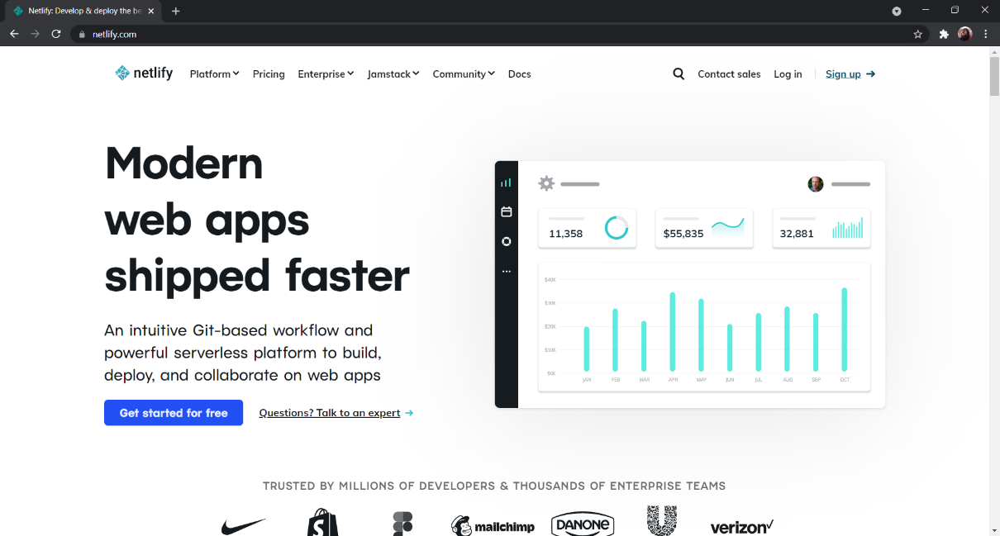 Netlify: Develop & deploy the be
netlify.com
netlify Platform Pricing Enterprise Jamstack Community Docs Contact sales Log in Sign up →
Modern
web apps
shipped faster
An intuitive Git-based workflow and
powerful serverless platform to build,
deploy, and collaborate on web apps
Get started for free Questions? Talk to an expert →
11,358 $55,835 32,881
$40K
$30K
$20K
$10K
$0K
JAN FEB MAR APR MAY JUN JUL AUG SEP OCT
TRUSTED BY MILLIONS OF DEVELOPERS & THOUSANDS OF ENTERPRISE TEAMS
S mailchimp DANONE U verizon✓